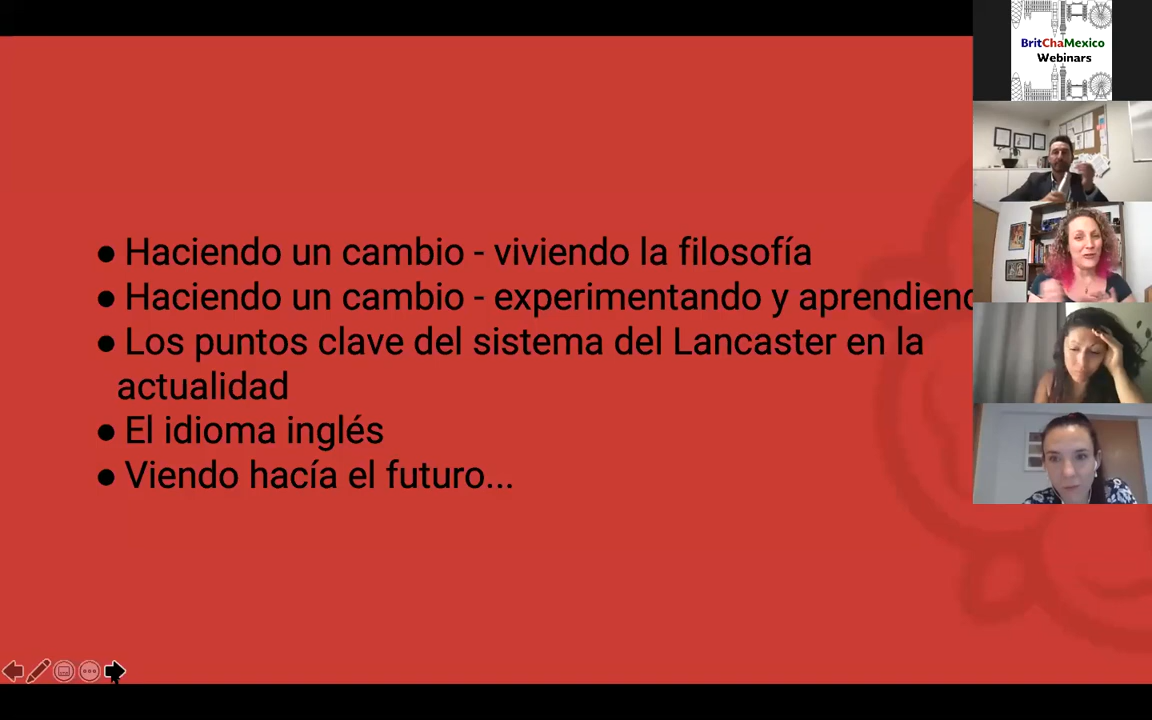 BritChaMexico
Webinars
● Haciendo un cambio - viviendo la filosofía
● Haciendo un cambio - experimentando y
● Los puntos clave del sistema del Lancaster en la
actualidad
● El idioma inglés
● Viendo hacía el futuro...